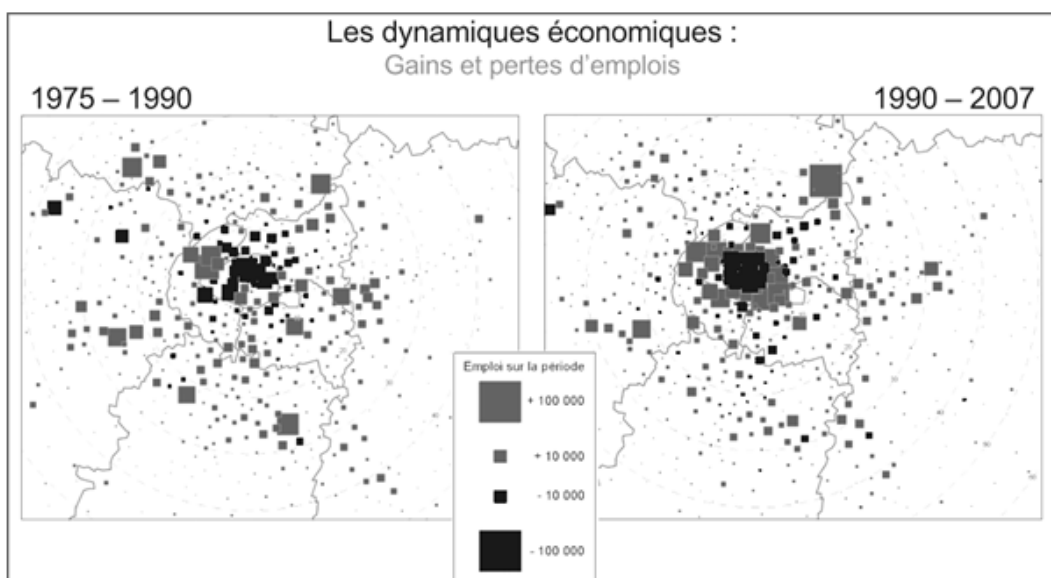 Les dynamiques économiques :
Gains et pertes d'emplois
1975 – 1990
1990 – 2007
Emploi sur la période
+ 100 000
+ 10 000
- 10 000
- 100 000